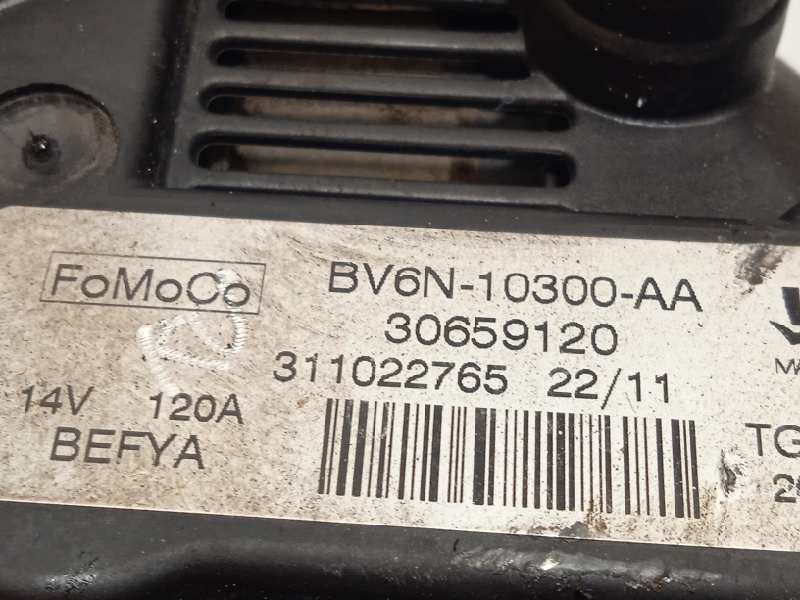 FoMoCo BV6N-10300-AA
30659120
311022765 22/11
14V 120A
BEFYA
TG